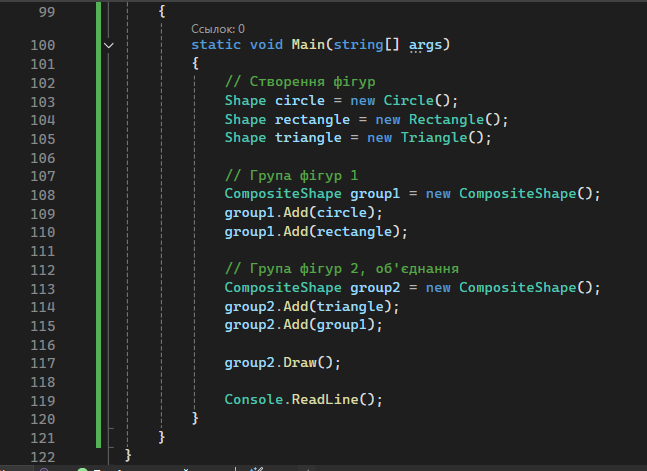 99 {
Ссылок: 0
100 static void Main(string[] args)
101 {
102 // Створення фігур
103 Shape circle = new Circle();
104 Shape rectangle = new Rectangle();
105 Shape triangle = new Triangle();
106
107 // Група фігур 1
108 CompositeShape group1 = new CompositeShape();
109 group1.Add(circle);
110 group1.Add(rectangle);
111
112 // Група фігур 2, об'єднання
113 CompositeShape group2 = new CompositeShape();
114 group2.Add(triangle);
115 group2.Add(group1);
116
117 group2.Draw();
118
119 Console.ReadLine();
120 }
121 }
122 }